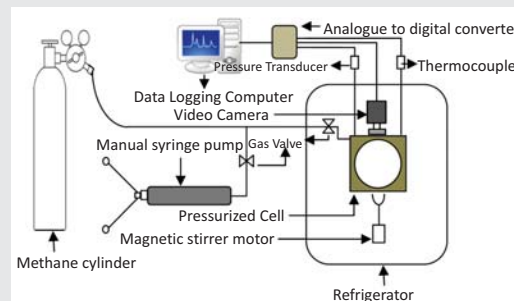 Analogue to digital converte
Pressure Transducer
Thermocouple
Data Logging Computer
Video Camera
Manual syringe pump
Gas Valve
Pressurized Cell
Magnetic stirrer motor
Methane cylinder
Refrigerator